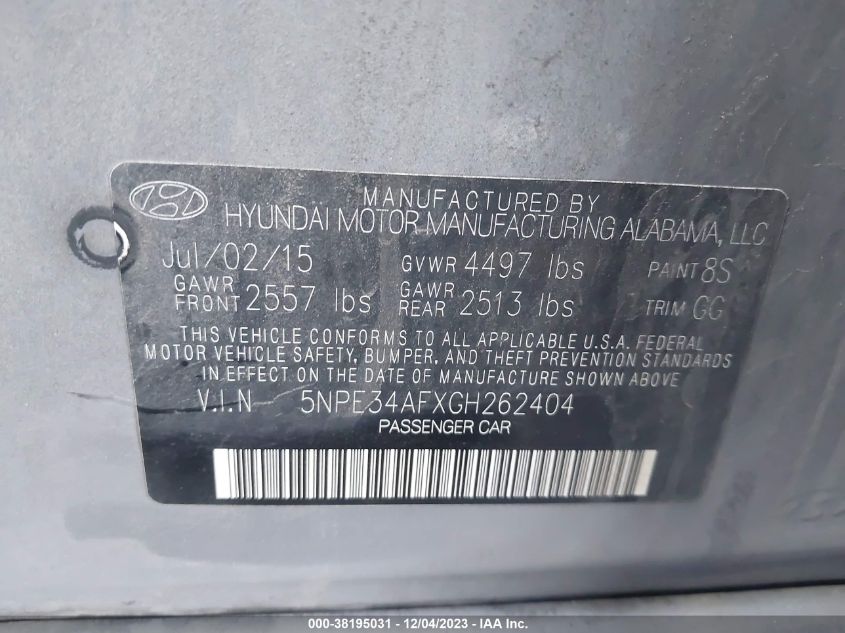 MANUFACTURED BY
HYUNDAI MOTOR MANUFACTURING ALABAMA, LLC
Jul/02/15 GVWR 4497 lbs PAINT 8S
GAWR FRONT 2557 lbs GAWR REAR 2513 lbs TRIM GG
THIS VEHICLE CONFORMS TO ALL APPLICABLE U.S.A. FEDERAL
MOTOR VEHICLE SAFETY, BUMPER, AND THEFT PREVENTION STANDARDS
IN EFFECT ON THE DATE OF MANUFACTURE SHOWN ABOVE
V.I.N 5NPE34AFXGH262404
PASSENGER CAR
000-38195031 - 12/04/2023 - IAA Inc.